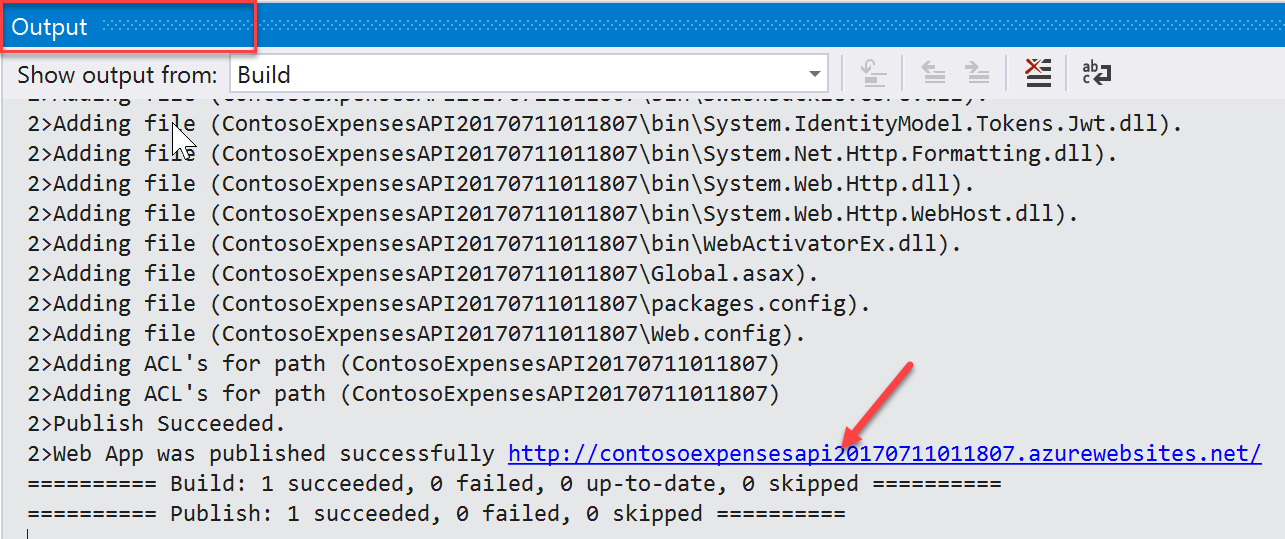 Output
Show output from: Build
2>Adding file (ContosoExpensesAPI20170711011807\bin\System.IdentityModel.Tokens.Jwt.dll).
2>Adding file (ContosoExpensesAPI20170711011807\bin\System.Net.Http.Formatting.dll).
2>Adding file (ContosoExpensesAPI20170711011807\bin\System.Web.Http.dll).
2>Adding file (ContosoExpensesAPI20170711011807\bin\System.Web.Http.WebHost.dll).
2>Adding file (ContosoExpensesAPI20170711011807\bin\WebActivatorEx.dll).
2>Adding file (ContosoExpensesAPI20170711011807\Global.asax).
2>Adding file (ContosoExpensesAPI20170711011807\packages.config).
2>Adding file (ContosoExpensesAPI20170711011807\Web.config).
2>Adding ACL's for path (ContosoExpensesAPI20170711011807)
2>Adding ACL's for path (ContosoExpensesAPI20170711011807)
2>Publish Succeeded.
2>Web App was published successfully http://contosoexpensesapi20170711011807.azurewebsites.net/
========== Build: 1 succeeded, 0 failed, 0 up-to-date, 0 skipped ==========
========== Publish: 1 succeeded, 0 failed, 0 skipped ==========